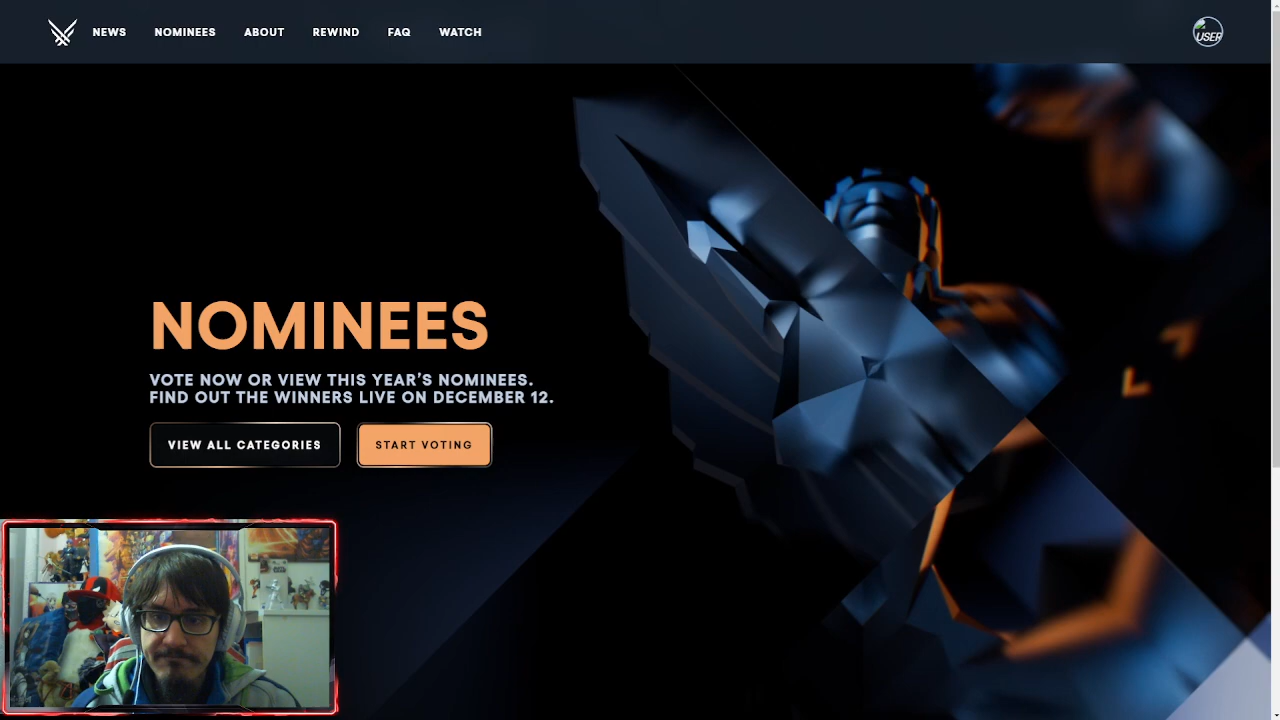 NEWS NOMINEES ABOUT REWIND FAQ WATCH
USER
NOMINEES
VOTE NOW OR VIEW THIS YEAR'S NOMINEES.
FIND OUT THE WINNERS LIVE ON DECEMBER 12.
VIEW ALL CATEGORIES START VOTING